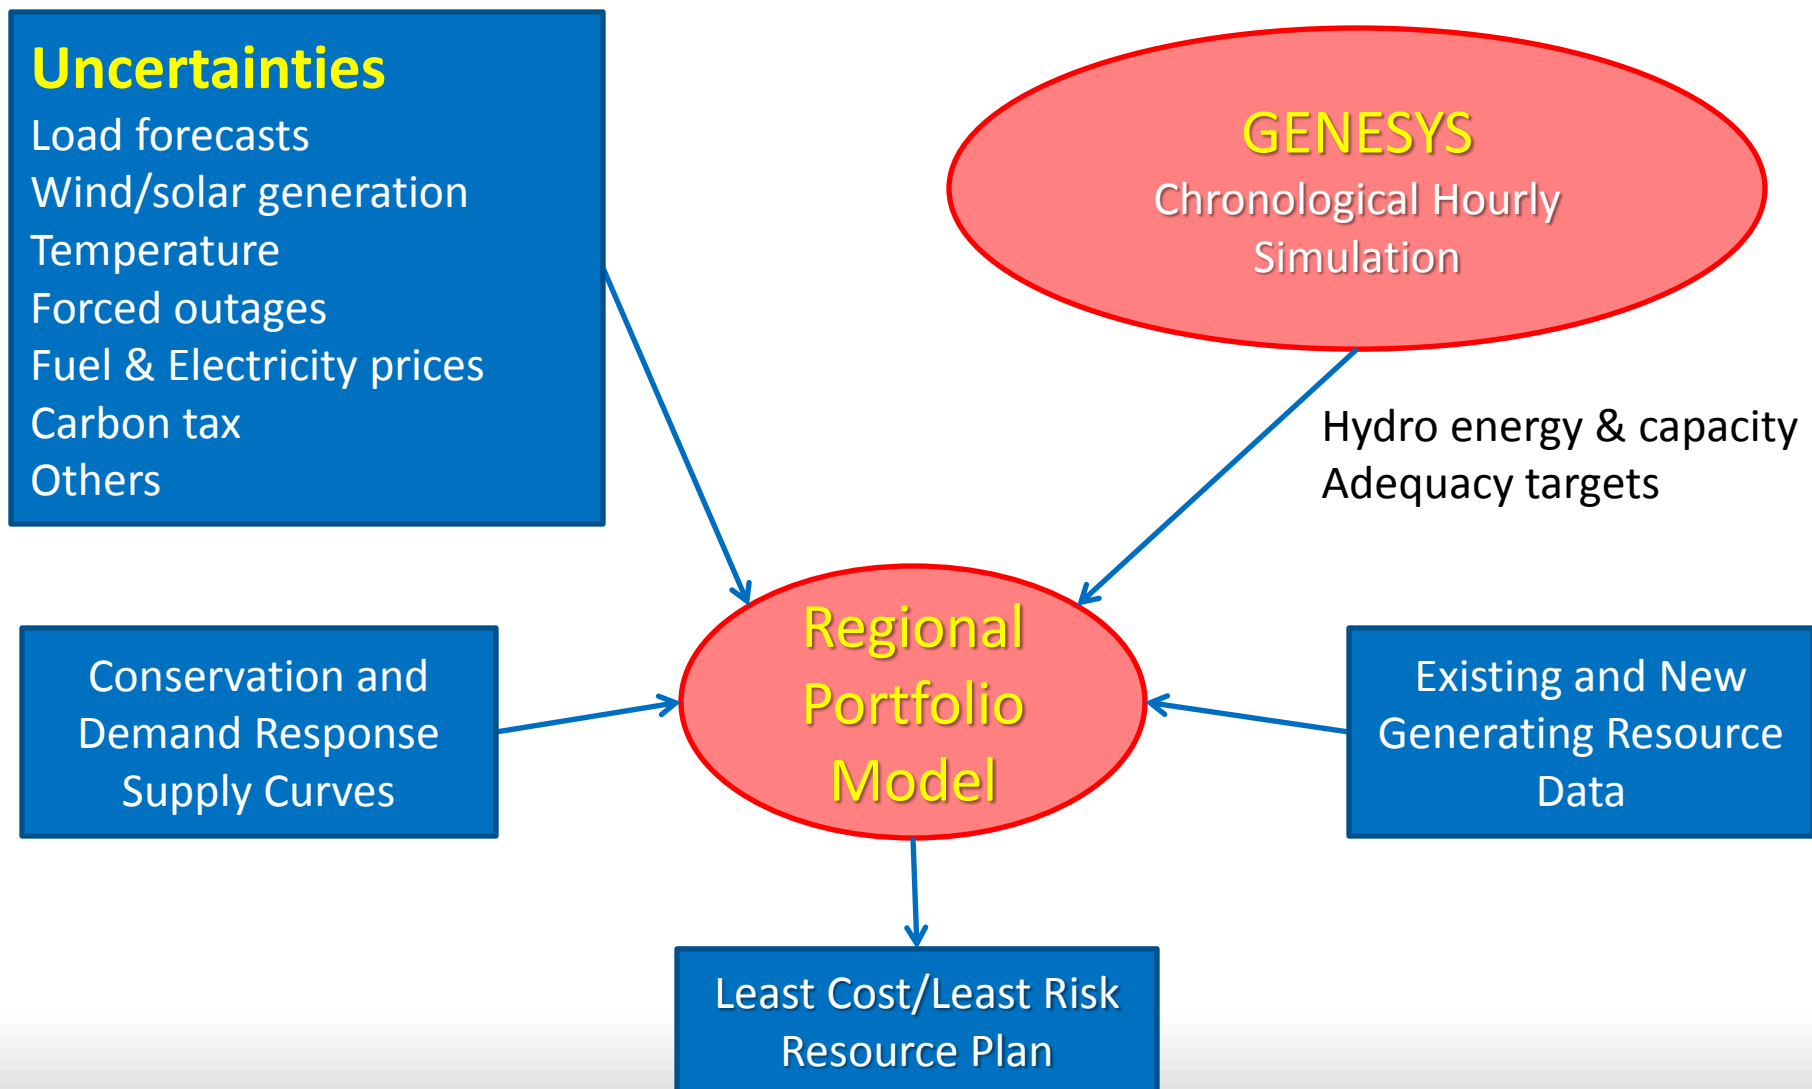 Uncertainties
Load forecasts
Wind/solar generation
Temperature
Forced outages
Fuel & Electricity prices
Carbon tax
Others
GENESYS
Chronological Hourly
Simulation
Hydro energy & capacity
Adequacy targets
Regional
Portfolio
Model
Conservation and
Demand Response
Supply Curves
Existing and New
Generating Resource
Data
Least Cost/Least Risk
Resource Plan